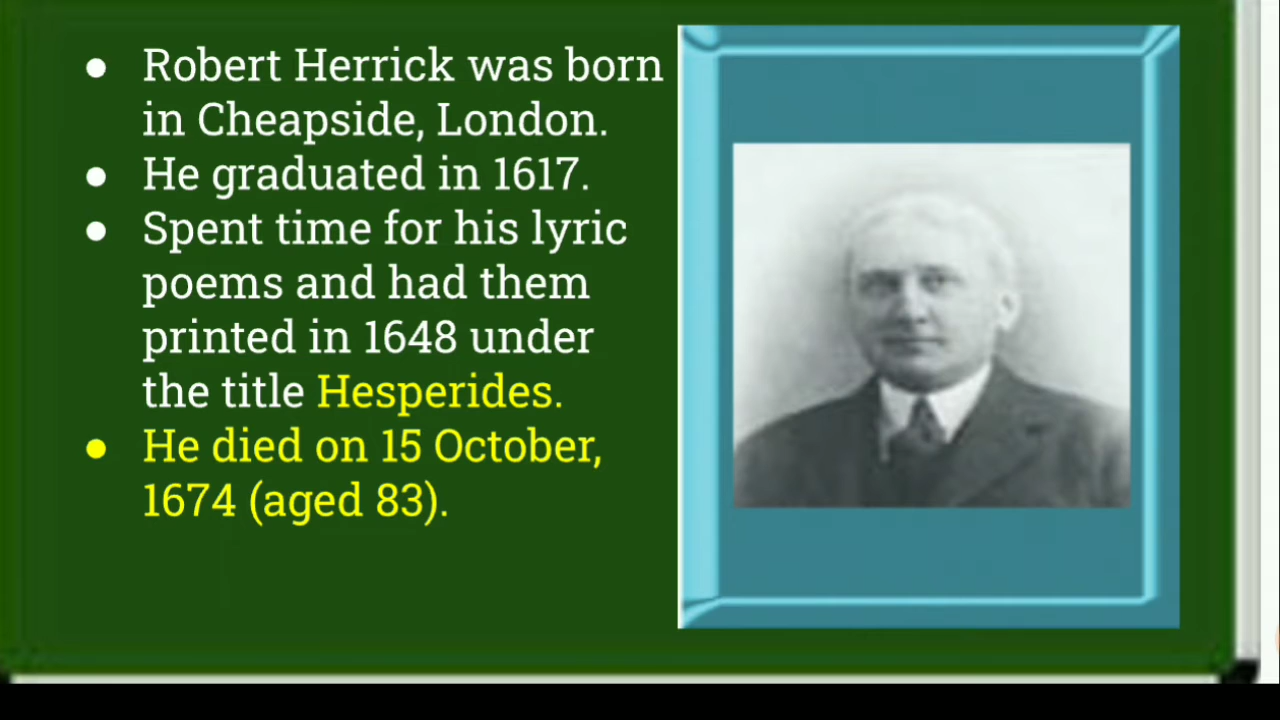 ● Robert Herrick was born
in Cheapside, London.
● He graduated in 1617.
● Spent time for his lyric
poems and had them
printed in 1648 under
the title Hesperides.
● He died on 15 October,
1674 (aged 83).